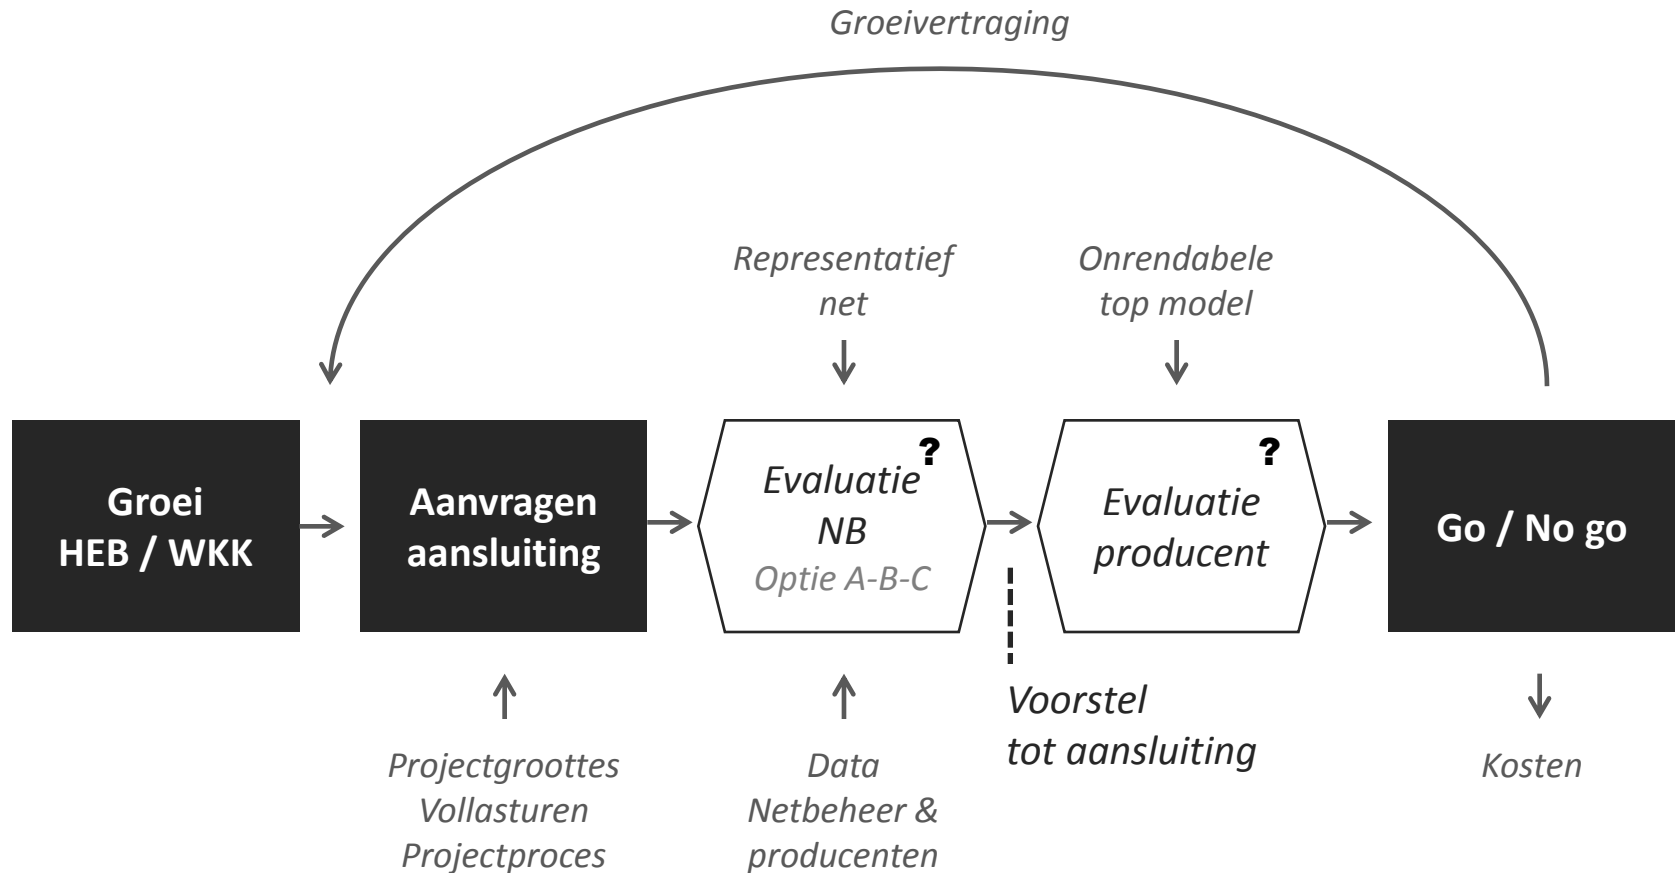 Groeivertraging
Representatief
net
Onrendabele
top model
Groei
HEB / WKK
Aanvragen
aansluiting
?
Evaluatie
NB
Optie A-B-C
?
Evaluatie
producent
Go / No go
Voorstel
tot aansluiting
Projectgroottes
Vollasturen
Projectproces
Data
Netbeheer &
producenten
Kosten